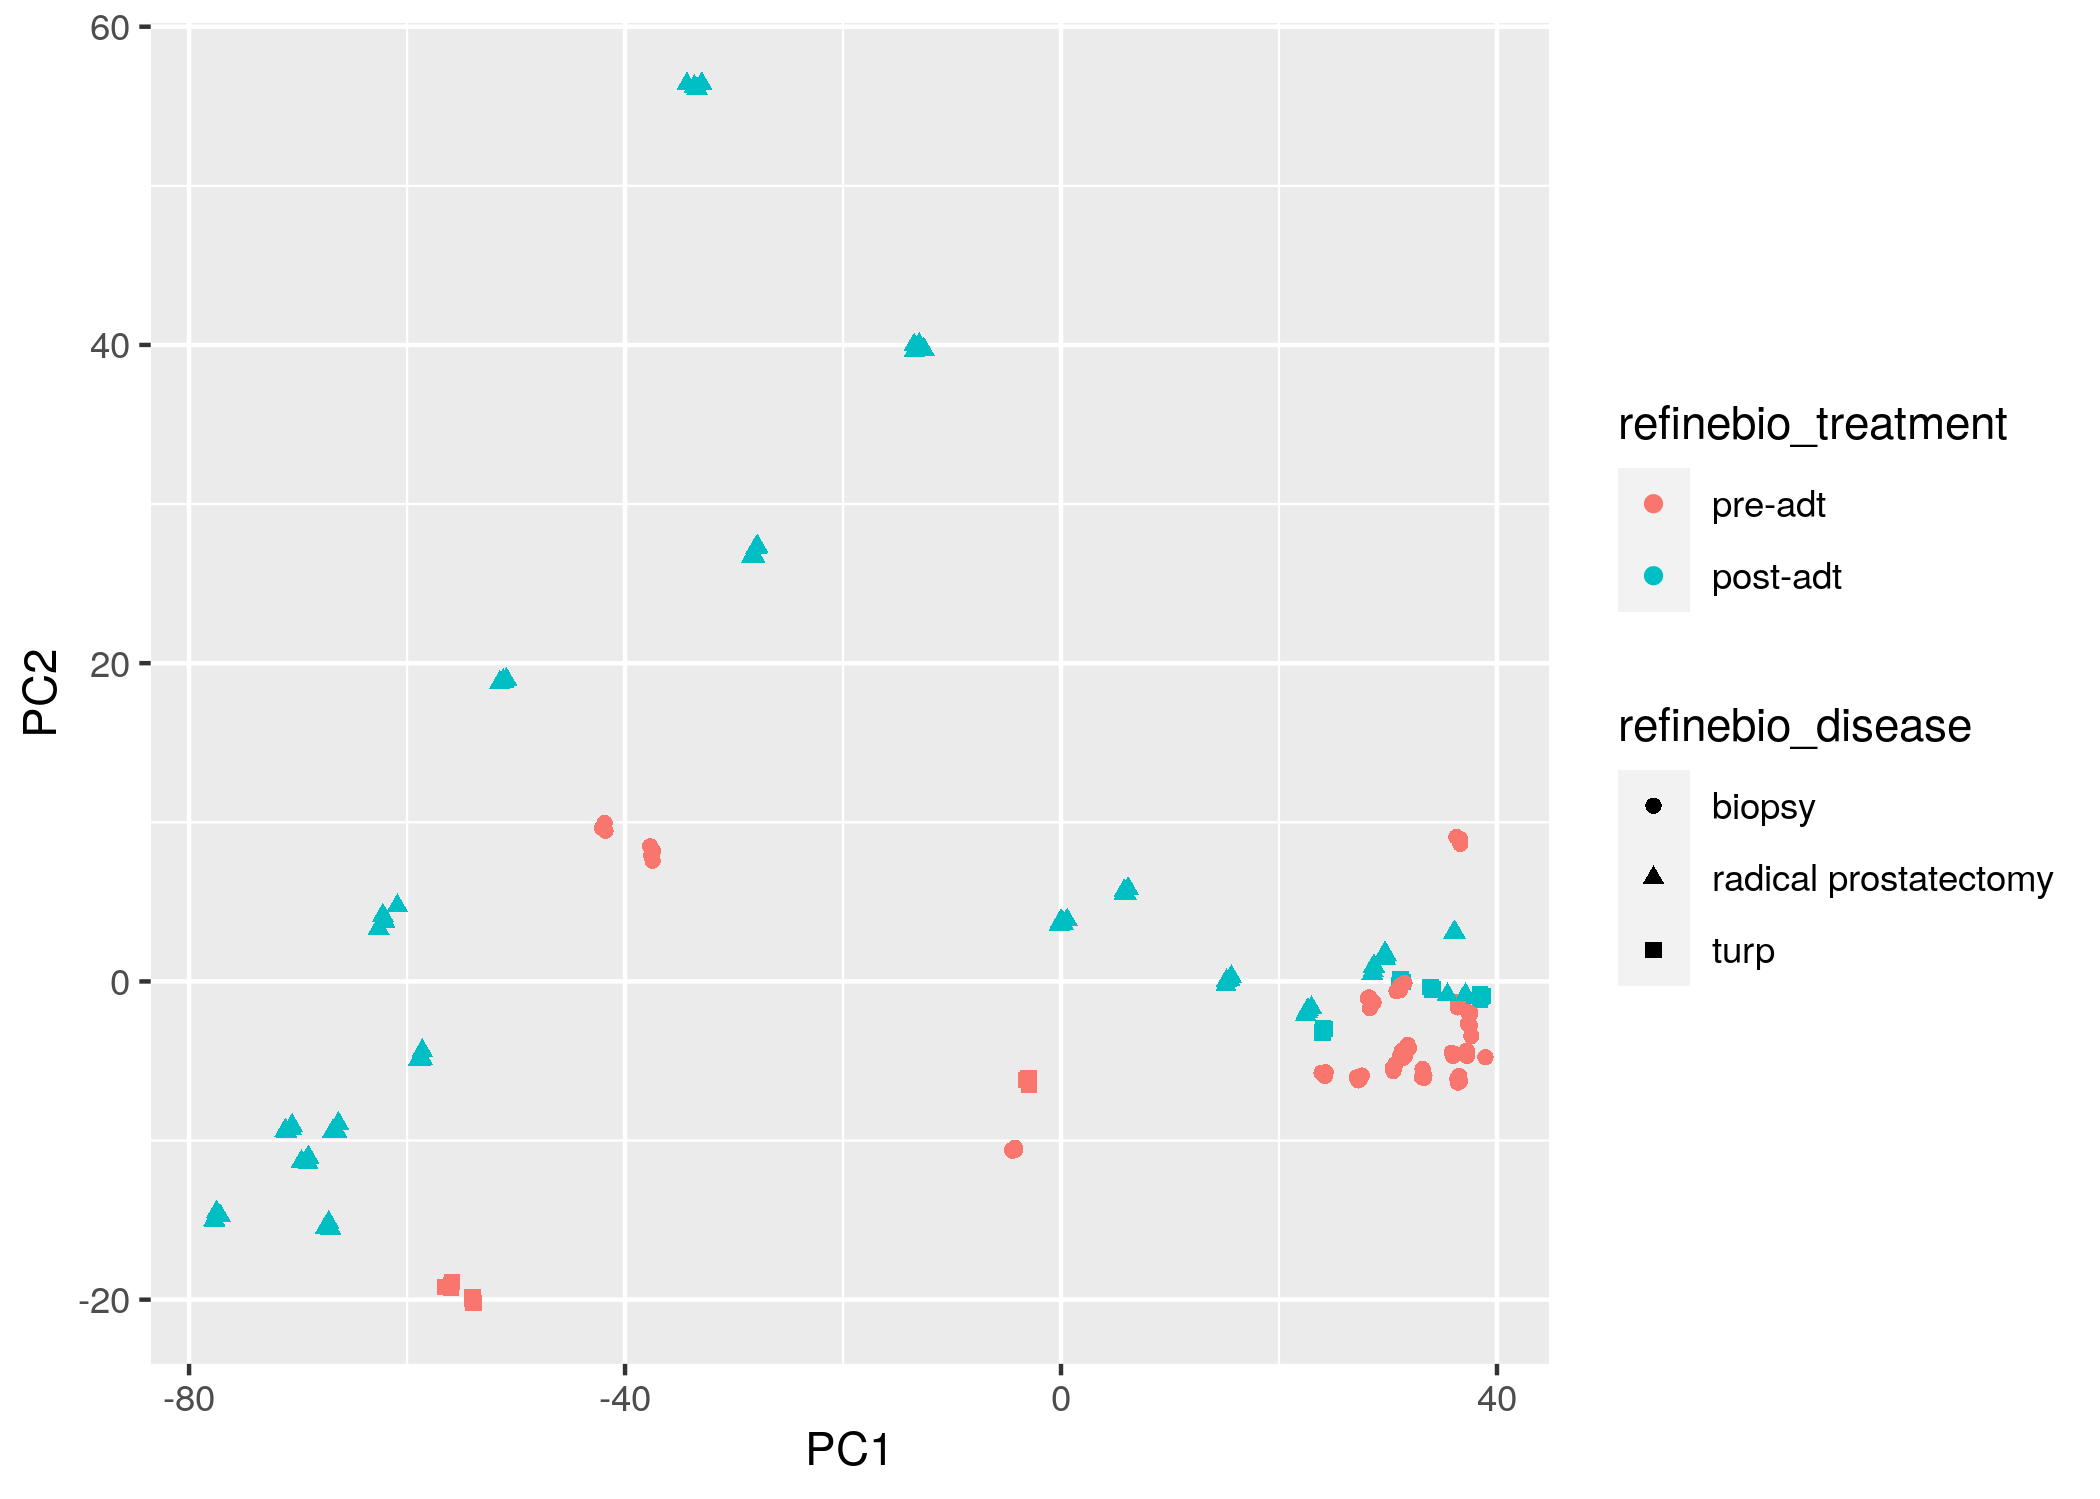 60
40
20
0
-20
-80
-40
0
40
PC1
PC2
refinebio_treatment
pre-adt
post-adt
refinebio_disease
biopsy
radical prostatectomy
turp